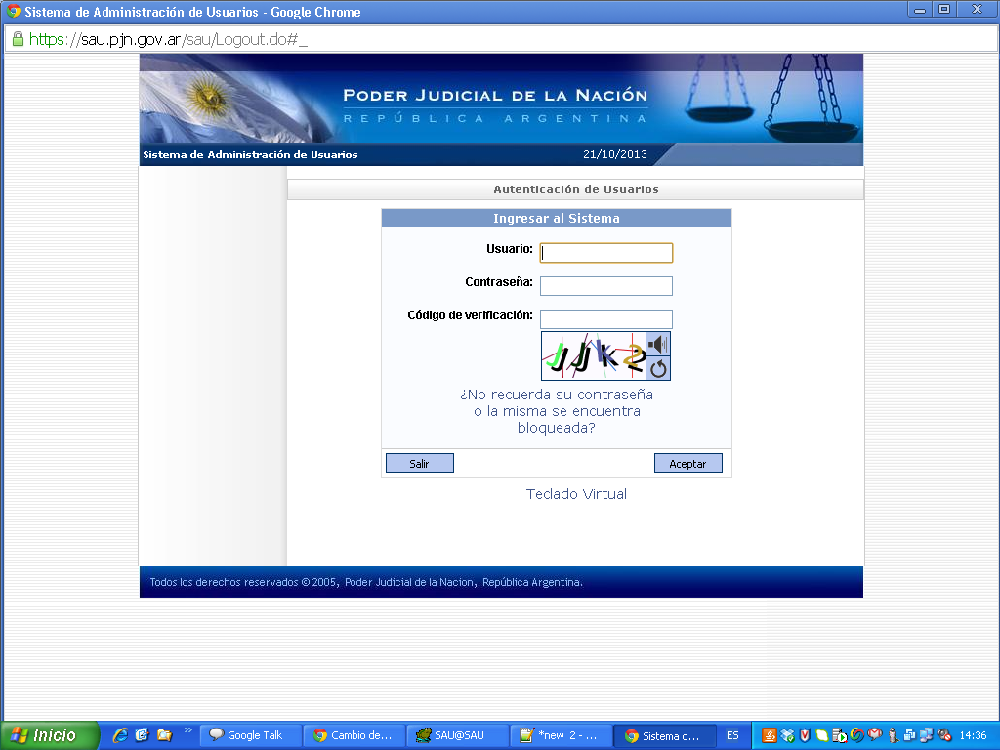 Sistema de Administración de Usuarios - Google Chrome
https://sau.pjn.gov.ar/sau/Logout.do#_
PODER JUDICIAL DE LA NACIÓN
REPÚBLICA ARGENTINA
Sistema de Administración de Usuarios 21/10/2013
Autenticación de Usuarios
Ingresar al Sistema
Usuario:
Contraseña:
Código de verificación:
¿No recuerda su contraseña
o la misma se encuentra
bloqueada?
Salir Aceptar
Teclado Virtual
Todos los derechos reservados © 2005, Poder Judicial de la Nacion, República Argentina.
Inicio » Google Talk Cambio de... SAU@SAU *new 2 - ... Sistema d... ES 14:36